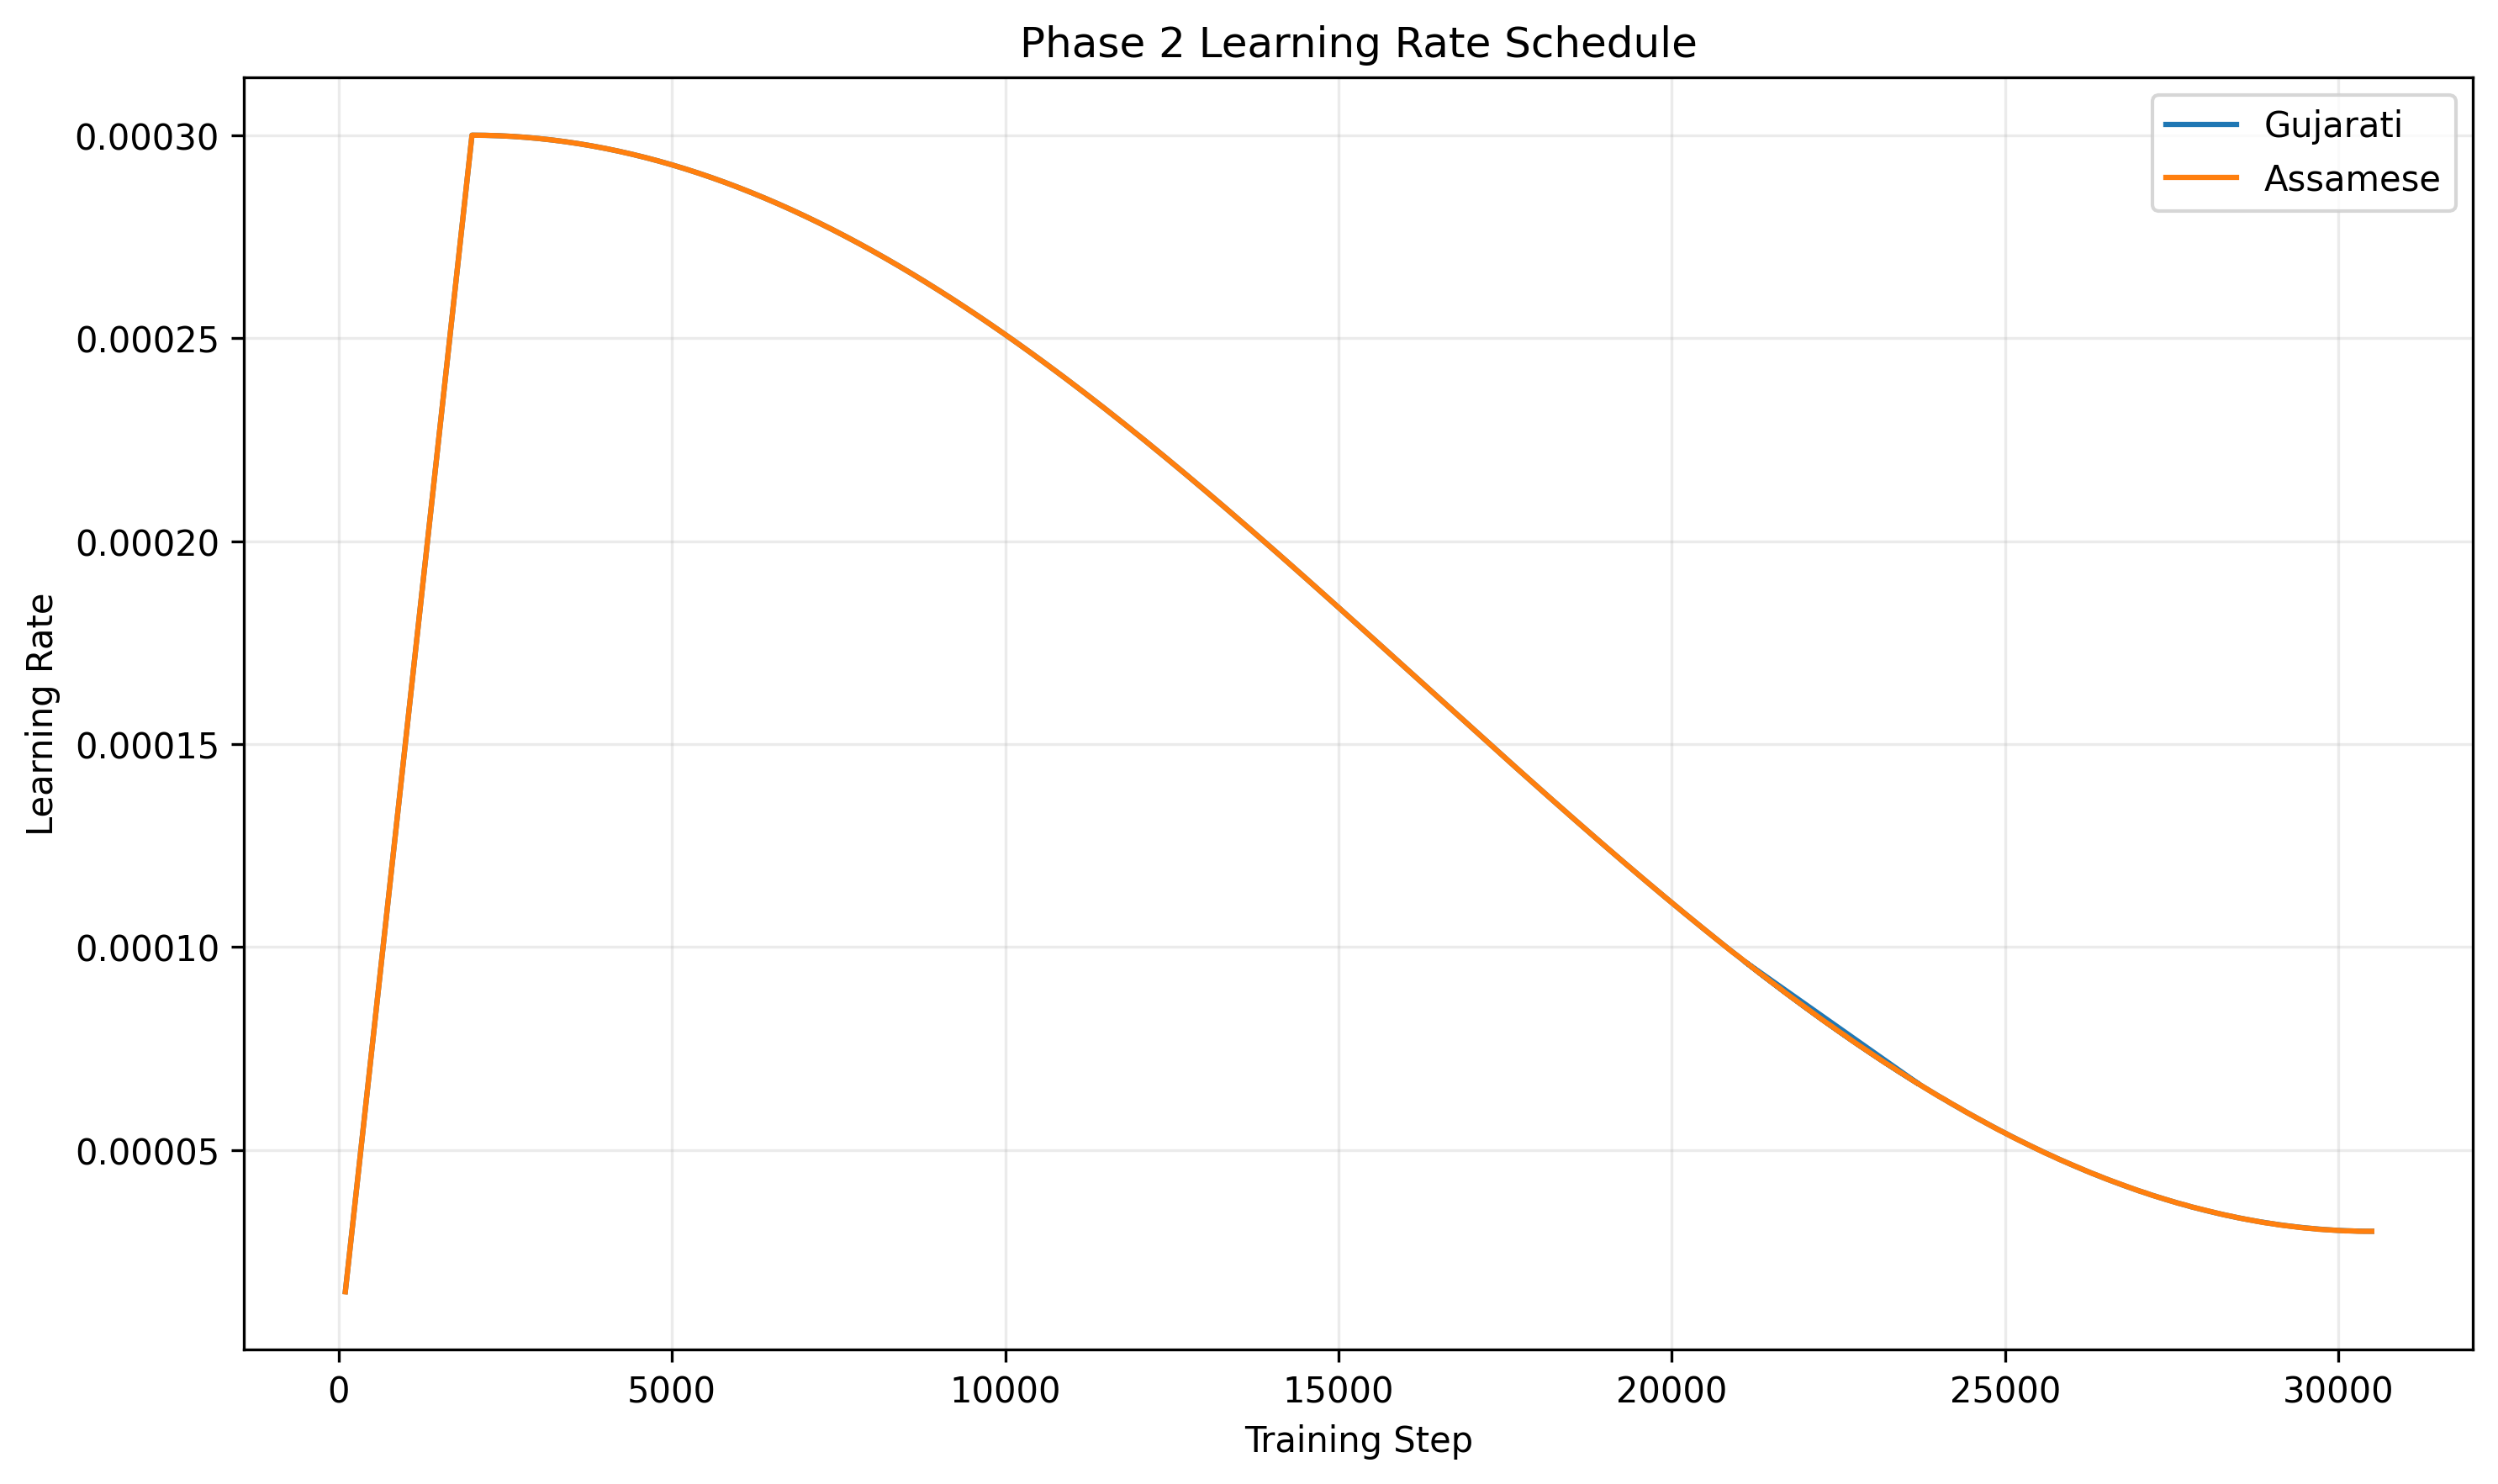 Phase 2 Learning Rate Schedule
Gujarati
Assamese
Learning Rate
0.00030
0.00025
0.00020
0.00015
0.00010
0.00005
0
5000
10000
15000
20000
25000
30000
Training Step